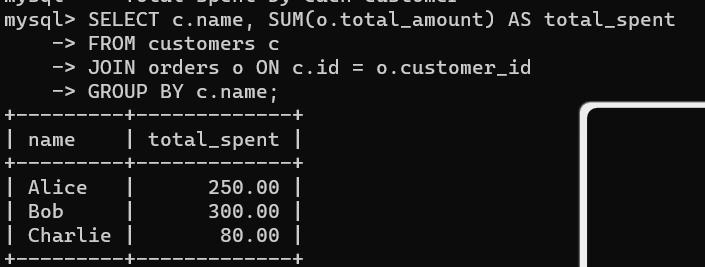 mysql> SELECT c.name, SUM(o.total_amount) AS total_spent
    -> FROM customers c
    -> JOIN orders o ON c.id = o.customer_id
    -> GROUP BY c.name;
+---------+-------------+
| name    | total_spent |
+---------+-------------+
| Alice   |      250.00 |
| Bob     |      300.00 |
| Charlie |       80.00 |
+---------+-------------+